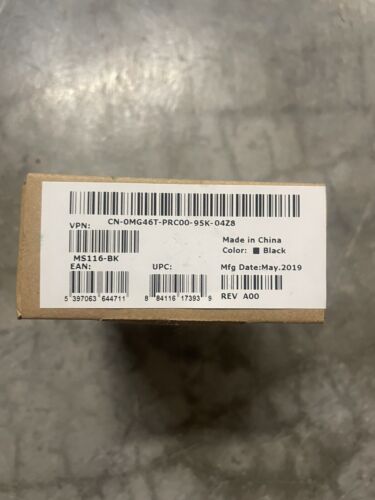 CN-0MG46T-PRC00-95K-04Z8
VPN:
Made in China
Color: Black
MS116-BK
EAN: UPC: Mfg Date:May.2019
5 397063 644711 8 84116 17393 9 REV A00